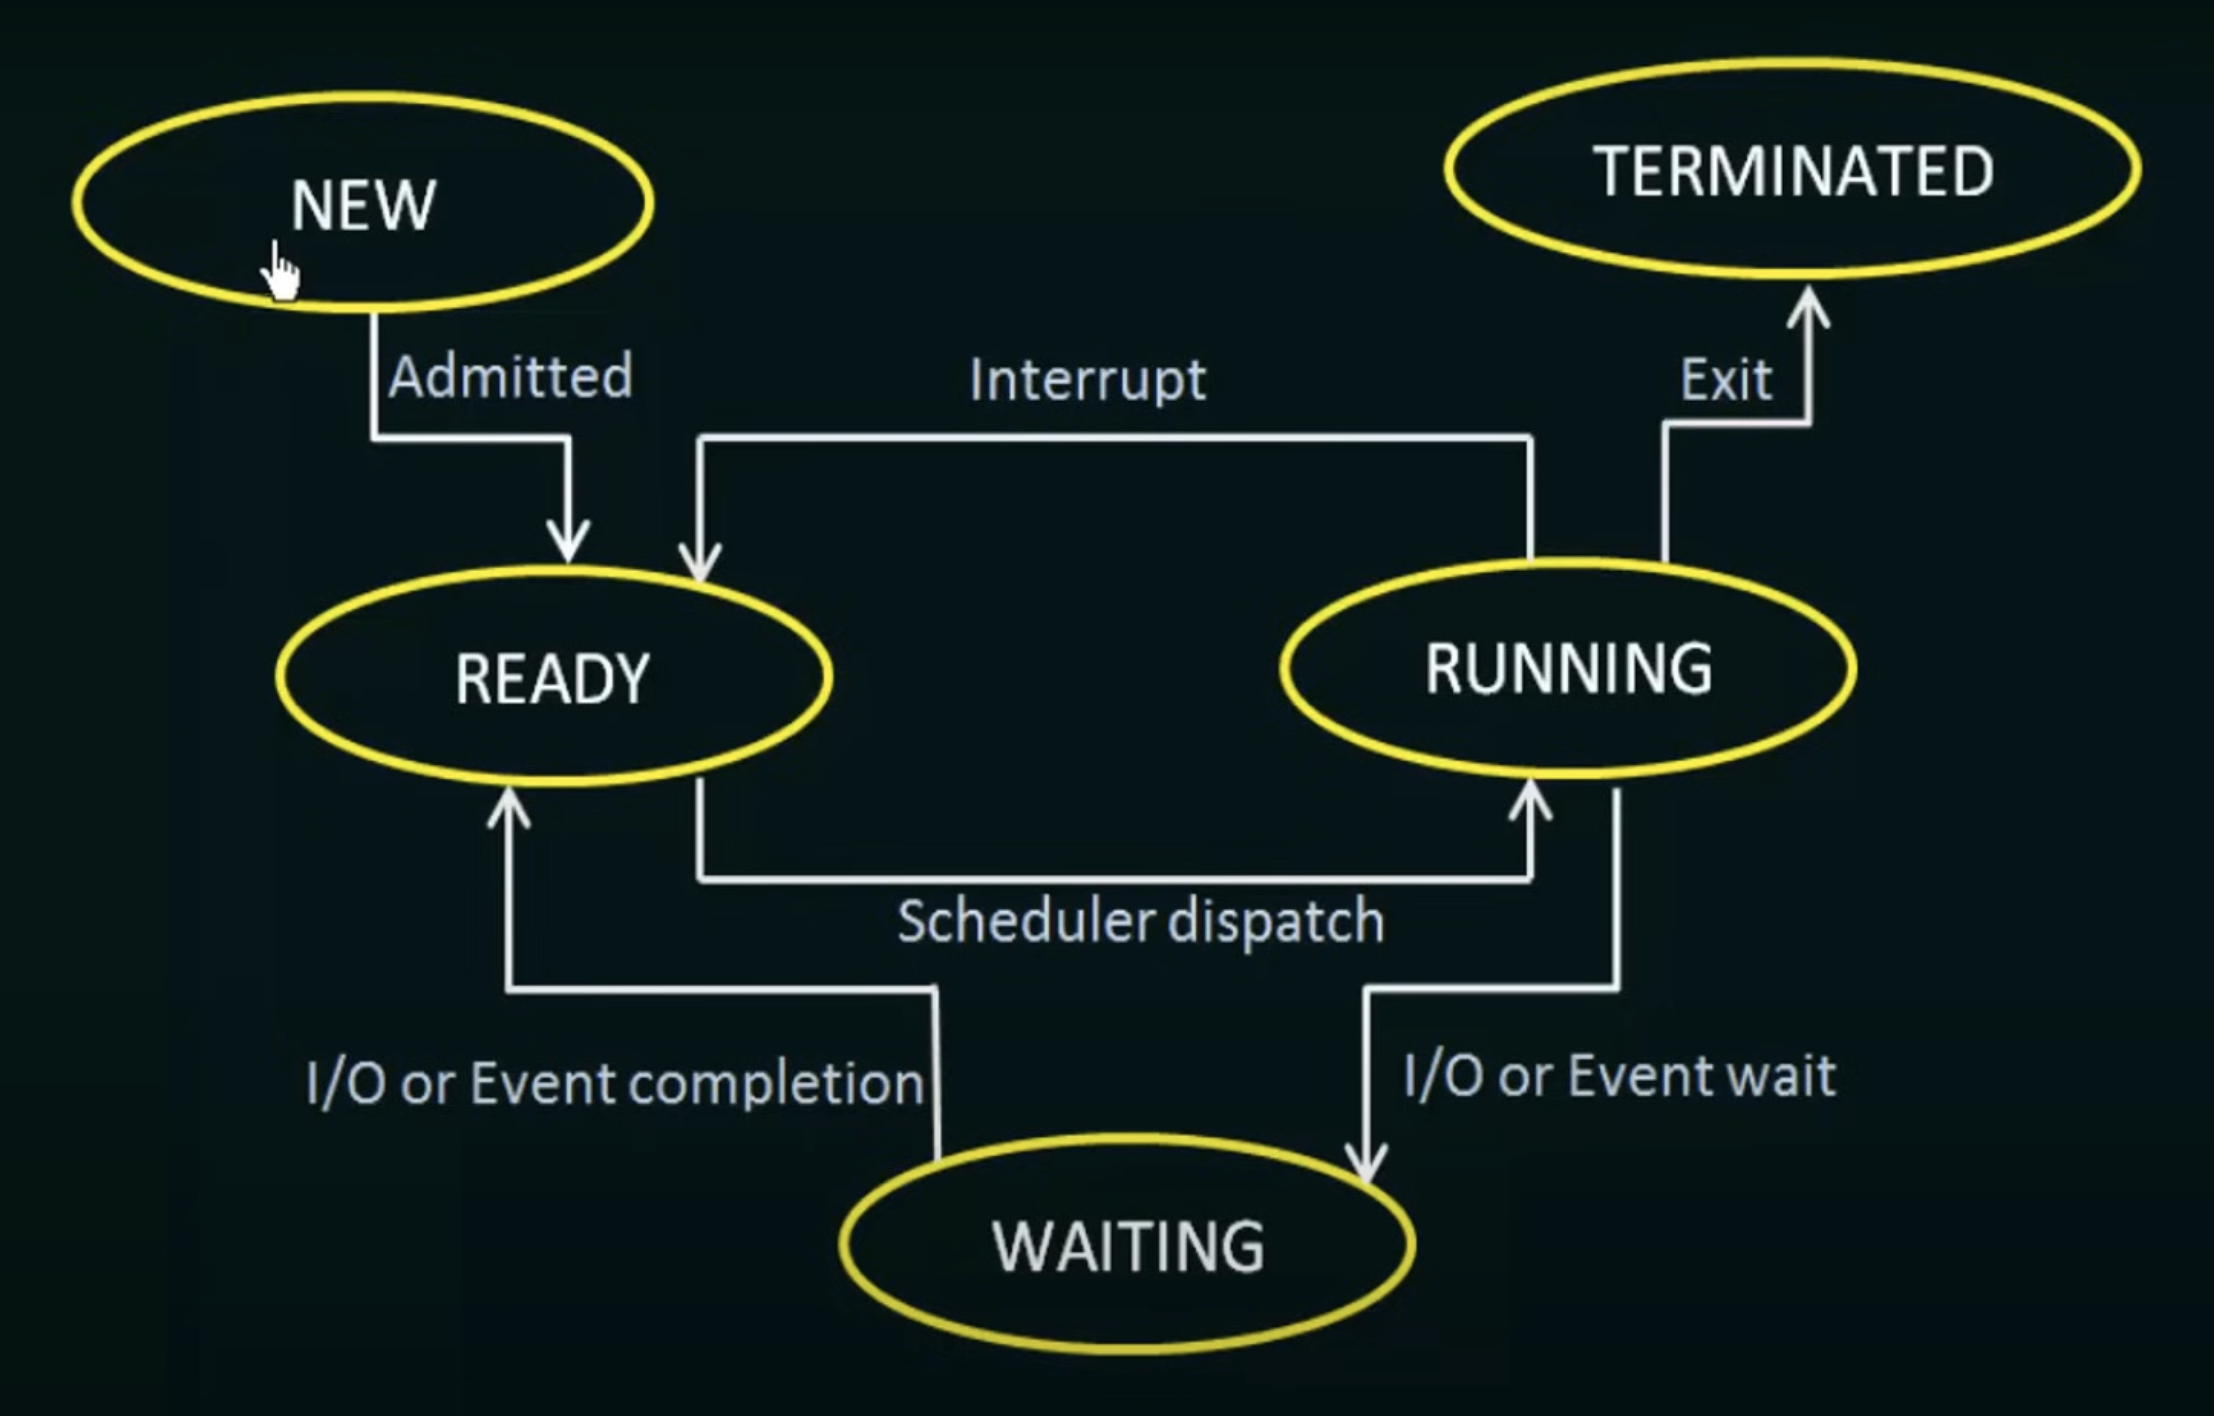 NEW
TERMINATED
Admitted
Interrupt
Exit
READY
RUNNING
Scheduler dispatch
I/O or Event completion
I/O or Event wait
WAITING